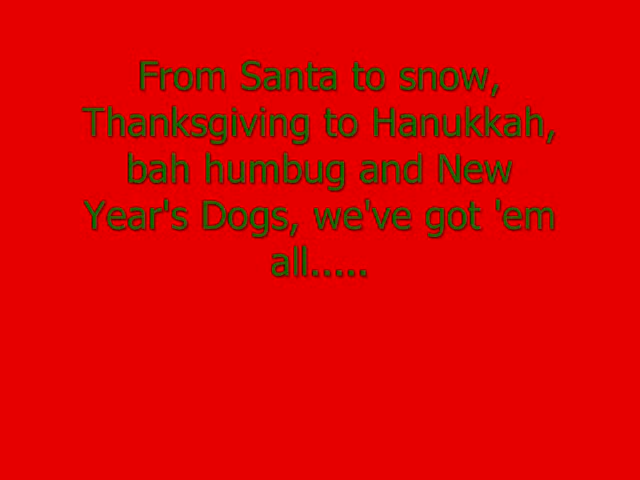 From Santa to snow,
Thanksgiving to Hanukkah,
bah humbug and New
Year's Dogs, we've got 'em
all.....